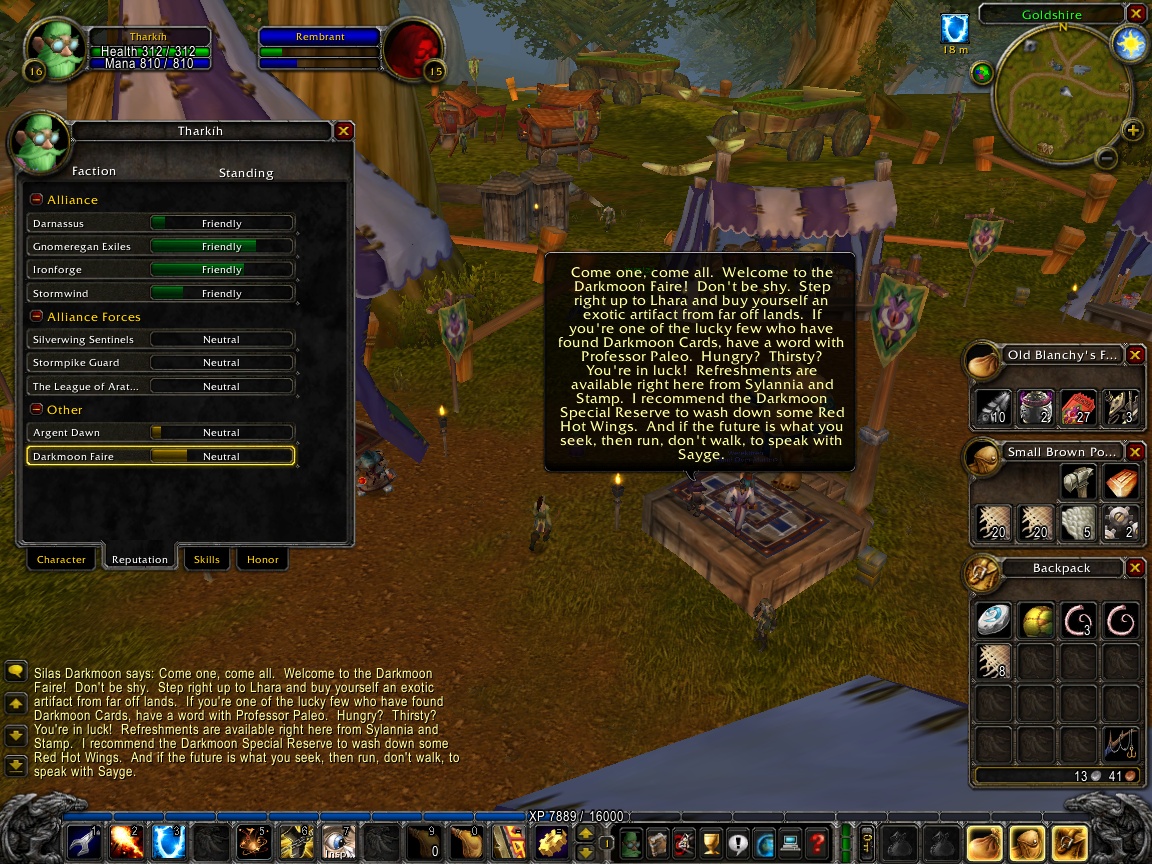 Tharkìh
Health 312 / 312
Mana 810 / 810
16
Rembrant
15
18 m
Goldshire
N
Tharkìh
Faction
Standing
Alliance
Darnassus
Friendly
Gnomeregan Exiles
Friendly
Ironforge
Friendly
Stormwind
Friendly
Alliance Forces
Silverwing Sentinels
Neutral
Stormpike Guard
Neutral
The League of Arat...
Neutral
Other
Argent Dawn
Neutral
Darkmoon Faire
Neutral
Character
Reputation
Skills
Honor
Come one, come all. Welcome to the
Darkmoon Faire! Don't be shy. Step
right up to Lhara and buy yourself an
exotic artifact from far off lands. If
you're one of the lucky few who have
found Darkmoon Cards, have a word with
Professor Paleo. Hungry? Thirsty?
You're in luck! Refreshments are
available right here from Sylannia and
Stamp. I recommend the Darkmoon
Special Reserve to wash down some Red
Hot Wings. And if the future is what you
seek, then run, don't walk, to speak with
Sayge.
Old Blanchy's F...
10
2
27
3
Small Brown Po...
20
20
5
2
Backpack
3
8
13
41
Silas Darkmoon says: Come one, come all. Welcome to the Darkmoon
Faire! Don't be shy. Step right up to Lhara and buy yourself an exotic
artifact from far off lands. If you're one of the lucky few who have found
Darkmoon Cards, have a word with Professor Paleo. Hungry? Thirsty?
You're in luck! Refreshments are available right here from Sylannia and
Stamp. I recommend the Darkmoon Special Reserve to wash down some
Red Hot Wings. And if the future is what you seek, then run, don't walk, to
speak with Sayge.
XP 7889 / 16000
1
2
3
5
6
7
Inspi
9
0
0
1